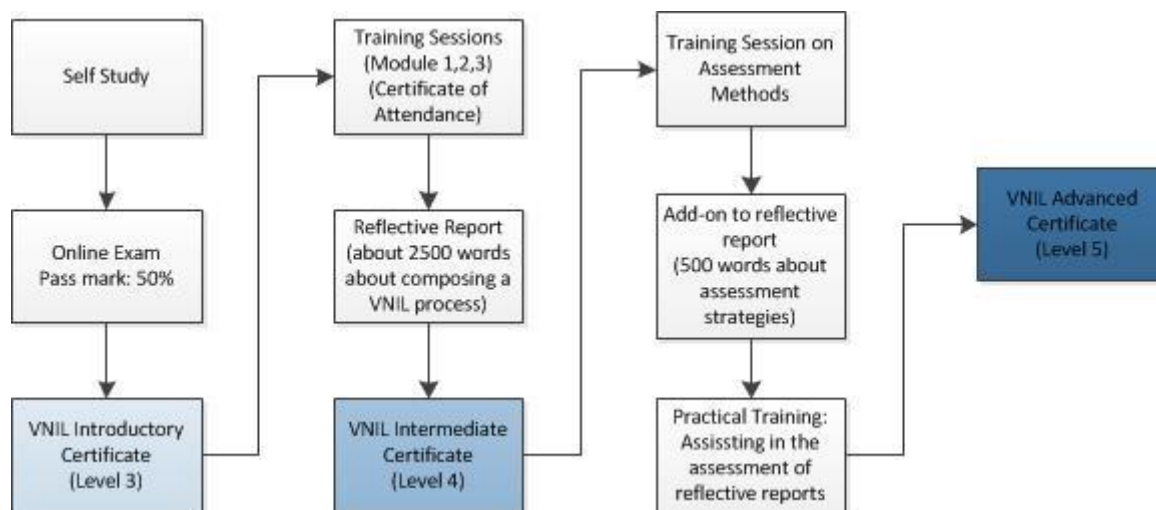 Self Study
Online Exam
Pass mark: 50%
VNIL Introductory
Certificate
(Level 3)
Training Sessions
(Module 1,2,3)
(Certificate of
Attendance)
Reflective Report
(about 2500 words
about composing a
VNIL process)
VNIL Intermediate
Certificate
(Level 4)
Training Session on
Assessment
Methods
Add-on to reflective
report
(500 words about
assessment
strategies)
Practical Training:
Assissting in the
assessment of
reflective reports
VNIL Advanced
Certificate
(Level 5)